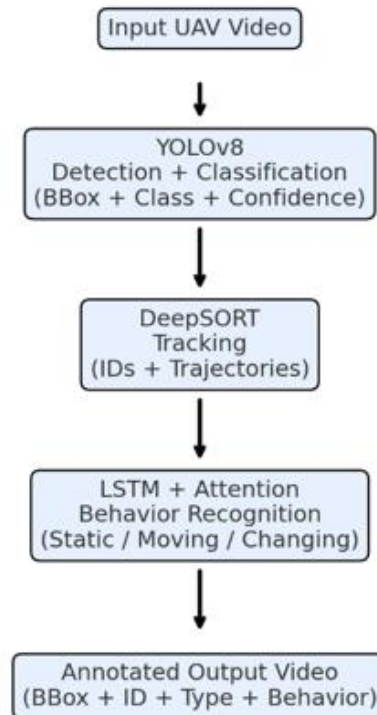 Input UAV Video
YOLOv8
Detection + Classification
(BBox + Class + Confidence)
DeepSORT
Tracking
(IDs + Trajectories)
LSTM + Attention
Behavior Recognition
(Static / Moving / Changing)
Annotated Output Video
(BBox + ID + Type + Behavior)